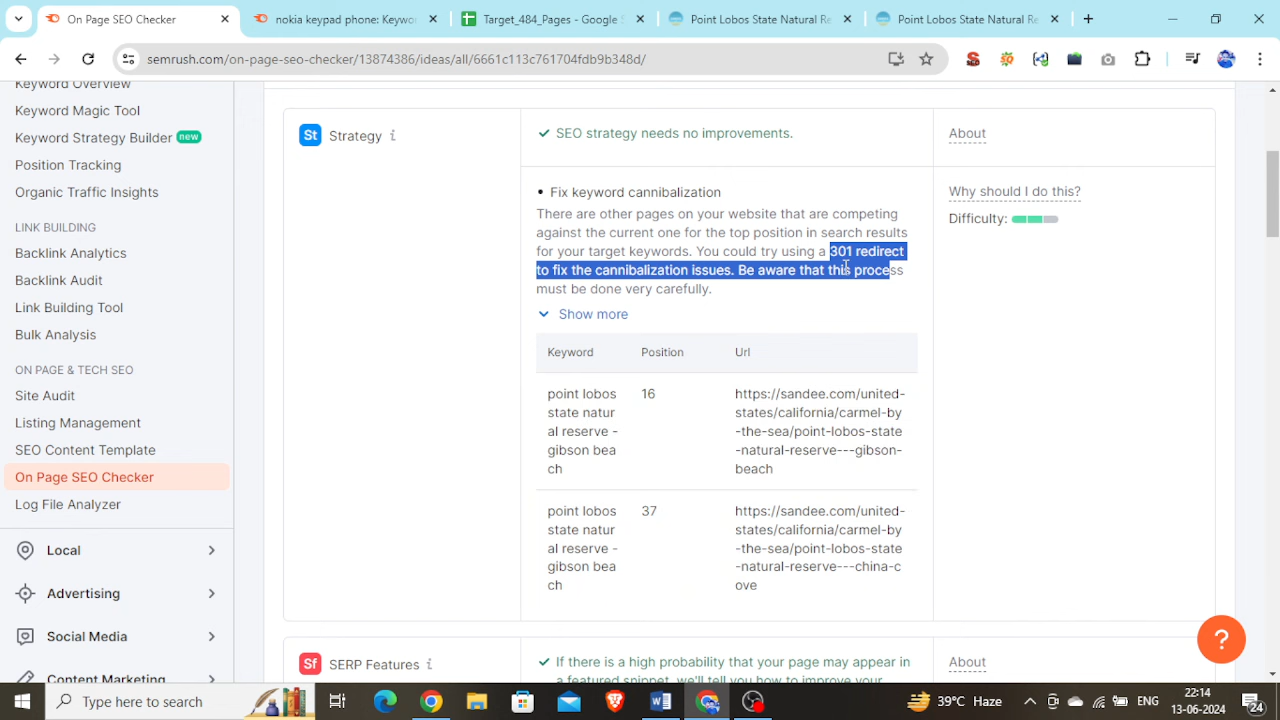 On Page SEO Checker
nokia keypad phone: Keywor
Target_484_Pages - Google S
Point Lobos State Natural Re
Point Lobos State Natural Re
semrush.com/on-page-seo-checker/13874386/ideas/all/6661c113c761704fdb9b348d/
Keyword Overview
Keyword Magic Tool
Keyword Strategy Builder new
Position Tracking
Organic Traffic Insights
LINK BUILDING
Backlink Analytics
Backlink Audit
Link Building Tool
Bulk Analysis
ON PAGE & TECH SEO
Site Audit
Listing Management
SEO Content Template
On Page SEO Checker
Log File Analyzer
Local
Advertising
Social Media
Content Marketing
St Strategy i
SEO strategy needs no improvements.
About
• Fix keyword cannibalization
There are other pages on your website that are competing
against the current one for the top position in search results
for your target keywords. You could try using a 301 redirect
to fix the cannibalization issues. Be aware that this process
must be done very carefully.
Show more
Why should I do this?
Difficulty:
Keyword Position Url
point lobos
state natur
al reserve -
gibson bea
ch
16
https://sandee.com/united-
states/california/carmel-by
-the-sea/point-lobos-state
-natural-reserve---gibson-
beach
point lobos
state natur
al reserve -
gibson bea
ch
37
https://sandee.com/united-
states/california/carmel-by
-the-sea/point-lobos-state
-natural-reserve---china-c
ove
Sf SERP Features i
If there is a high probability that your page may appear in
a featured snippet, we'll tell you how to improve your
About
?
Type here to search
39°C Haze
ENG
22:14
13-06-2024
24